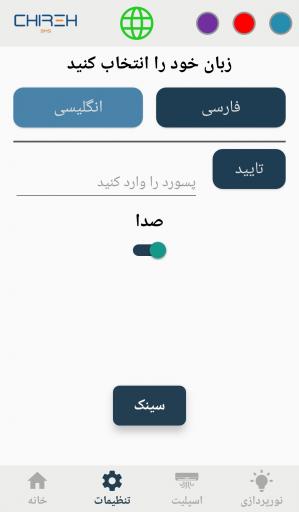 CHIREH
BMS
زبان خود را انتخاب کنید
فارسی
انگلیسی
تایید
پسورد را وارد کنید
صدا
سینک
نورپردازی
اسپلیت
تنظیمات
خانه